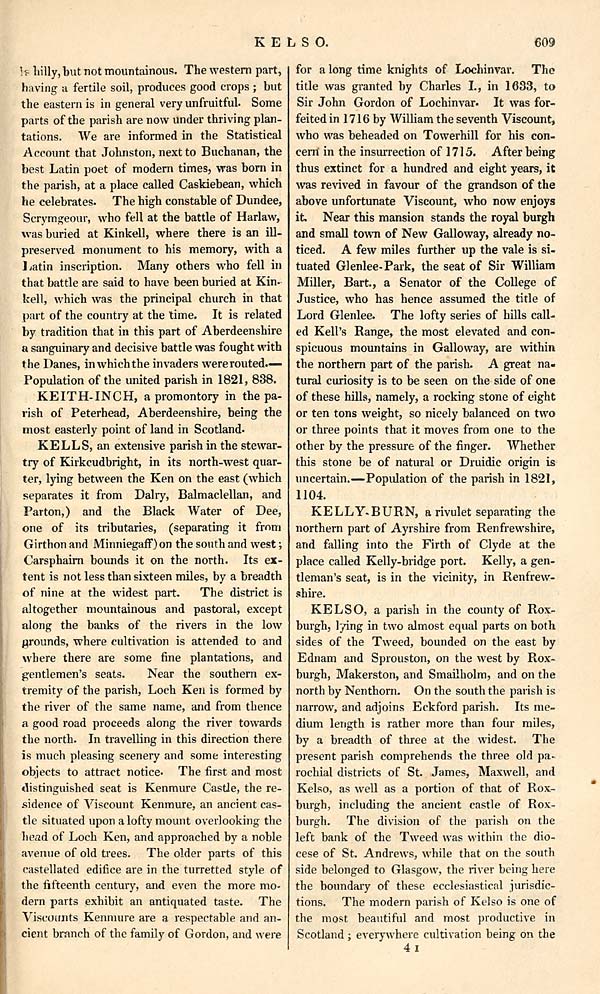 KELSO.
609
is hilly, but not mountainous. The western part,
having a fertile soil, produces good crops ; but
the eastern is in general very unfruitful. Some
parts of the parish are now under thriving plan-
tations. We are informed in the Statistical
Account that Johnston, next to Buchanan, the
best Latin poet of modern times, was born in
the parish, at a place called Caskiebean, which
he celebrates. The high constable of Dundee,
Scrymgeour, who fell at the battle of Harlaw,
was buried at Kinkell, where there is an ill-
preserved monument to his memory, with a
Latin inscription. Many others who fell in
that battle are said to have been buried at Kin-
kell, which was the principal church in that
part of the country at the time. It is related
by tradition that in this part of Aberdeenshire
a sanguinary and decisive battle was fought with
the Danes, in which the invaders were routed.—
Population of the united parish in 1821, 838.
KEITH-INCH, a promontory in the pa-
rish of Peterhead, Aberdeenshire, being the
most easterly point of land in Scotland.
KELLS, an extensive parish in the stewar-
try of Kirkcudbright, in its north-west quar-
ter, lying between the Ken on the east (which
separates it from Dalry, Balmaclellan, and
Parton,) and the Black Water of Dee,
one of its tributaries, (separating it from
Girthon and Minniegaff) on the south and west ;
Carsphairn bounds it on the north. Its ex-
tent is not less than sixteen miles, by a breadth
of nine at the widest part. The district is
altogether mountainous and pastoral, except
along the banks of the rivers in the low
grounds, where cultivation is attended to and
where there are some fine plantations, and
gentlemen's seats. Near the southern ex-
tremity of the parish, Loch Ken is formed by
the river of the same name, and from thence
a good road proceeds along the river towards
the north. In travelling in this direction there
is much pleasing scenery and some interesting
objects to attract notice. The first and most
distinguished seat is Kenmure Castle, the re-
sidence of Viscount Kenmure, an ancient cas-
tle situated upon a lofty mount overlooking the
head of Loch Ken, and approached by a noble
avenue of old trees. The older parts of this
castellated edifice are in the turretted style of
the fifteenth century, and even the more mo-
dern parts exhibit an antiquated taste. The
Viscounts Kenmure are a respectable and an-
cient branch of the family of Gordon, and were
for a long time knights of Lochinvar. The
title was granted by Charles I., in 1633, to
Sir John Gordon of Lochinvar. It was for-
feited in 1716 by William the seventh Viscount,
who was beheaded on Towerhill for his con-
cern in the insurrection of 1715. After being
thus extinct for a hundred and eight years, it
was revived in favour of the grandson of the
above unfortunate Viscount, who now enjoys
it. Near this mansion stands the royal burgh
and small town of New Galloway, already no-
ticed. A few miles further up the vale is si-
tuated Glenlee-Park, the seat of Sir William
Miller, Bart., a Senator of the College of
Justice, who has hence assumed the title of
Lord Glenlee. The lofty series of hills call-
ed Kell's Range, the most elevated and con-
spicuous mountains in Galloway, are within
the northern part of the parish. A great na-
tural curiosity is to be seen on the side of one
of these hills, namely, a rocking stone of eight
or ten tons weight, so nicely balanced on two
or three points that it moves from one to the
other by the pressure of the finger. Whether
this stone be of natural or Druidic origin is
uncertain.—Population of the parish in 1821,
1104.
KELLY-BURN, a rivulet separating the
northern part of Ayrshire from Renfrewshire,
and falling into the Firth of Clyde at the
place called Kelly-bridge port. Kelly, a gen-
tleman's seat, is in the vicinity, in Renfrew-
shire.
KELSO, a parish in the county of Rox-
burgh, lying in two almost equal parts on both
sides of the Tweed, bounded on the east by
Ednam and Sprouston, on the west by Rox-
burgh, Makerston, and Smailholm, and on the
north by Nenthorn. On the south the parish is
narrow, and adjoins Eckford parish. Its me-
dium length is rather more than four miles,
by a breadth of three at the widest. The
present parish comprehends the three old pa-
rochial districts of St. James, Maxwell, and
Kelso, as well as a portion of that of Rox-
burgh, including the ancient castle of Rox-
burgh. The division of the parish on the
left bank of the Tweed was within the dio-
cese of St. Andrews, while that on the south
side belonged to Glasgow, the river being here
the boundary of these ecclesiastical jurisdic-
tions. The modern parish of Kelso is one of
the most beautiful and most productive in
Scotland ; everywhere cultivation being on the
4 I